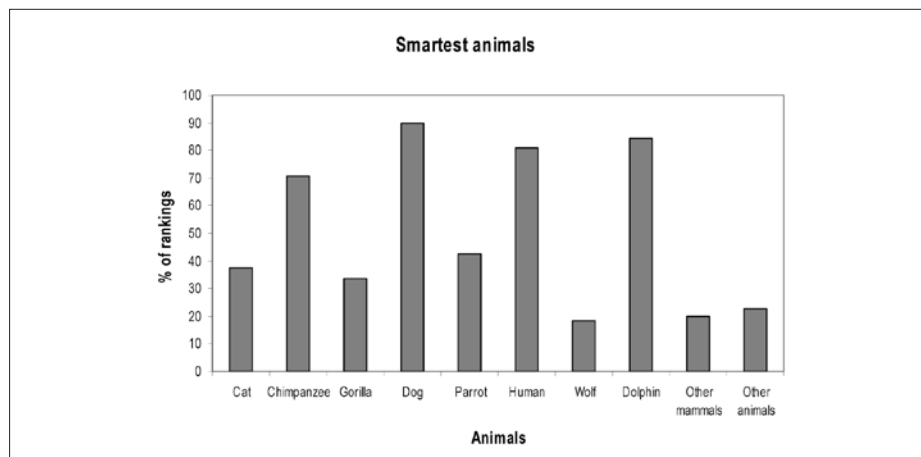 Smartest animals
% of rankings
100
90
80
70
60
50
40
30
20
10
0
Cat Chimpanzee Gorilla Dog Parrot Human Wolf Dolphin Other mammals Other animals
Animals